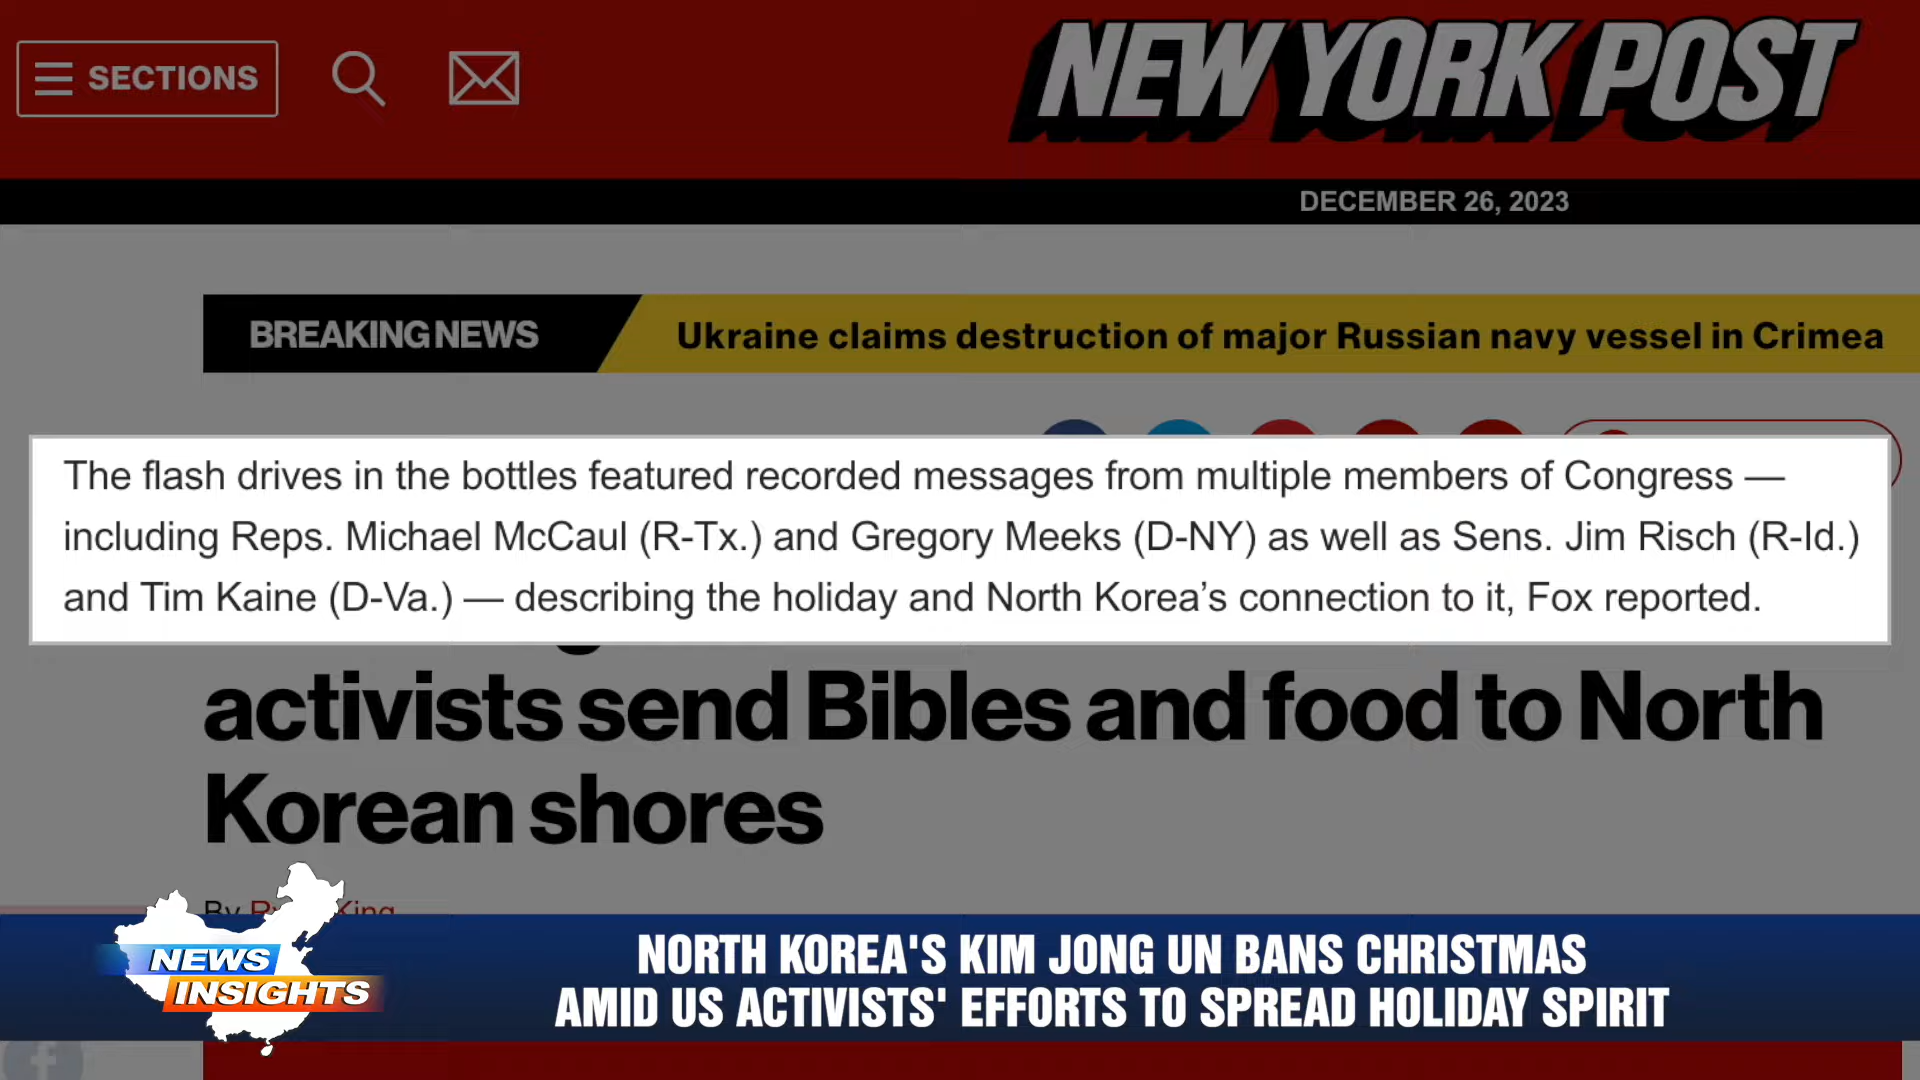 SECTIONS
NEW YORK POST
DECEMBER 26, 2023
BREAKING NEWS
Ukraine claims destruction of major Russian navy vessel in Crimea
The flash drives in the bottles featured recorded messages from multiple members of Congress —
including Reps. Michael McCaul (R-Tx.) and Gregory Meeks (D-NY) as well as Sens. Jim Risch (R-Id.)
and Tim Kaine (D-Va.) — describing the holiday and North Korea’s connection to it, Fox reported.
activists send Bibles and food to North
Korean shores
By King
NEWS
INSIGHTS
NORTH KOREA'S KIM JONG UN BANS CHRISTMAS
AMID US ACTIVISTS' EFFORTS TO SPREAD HOLIDAY SPIRIT